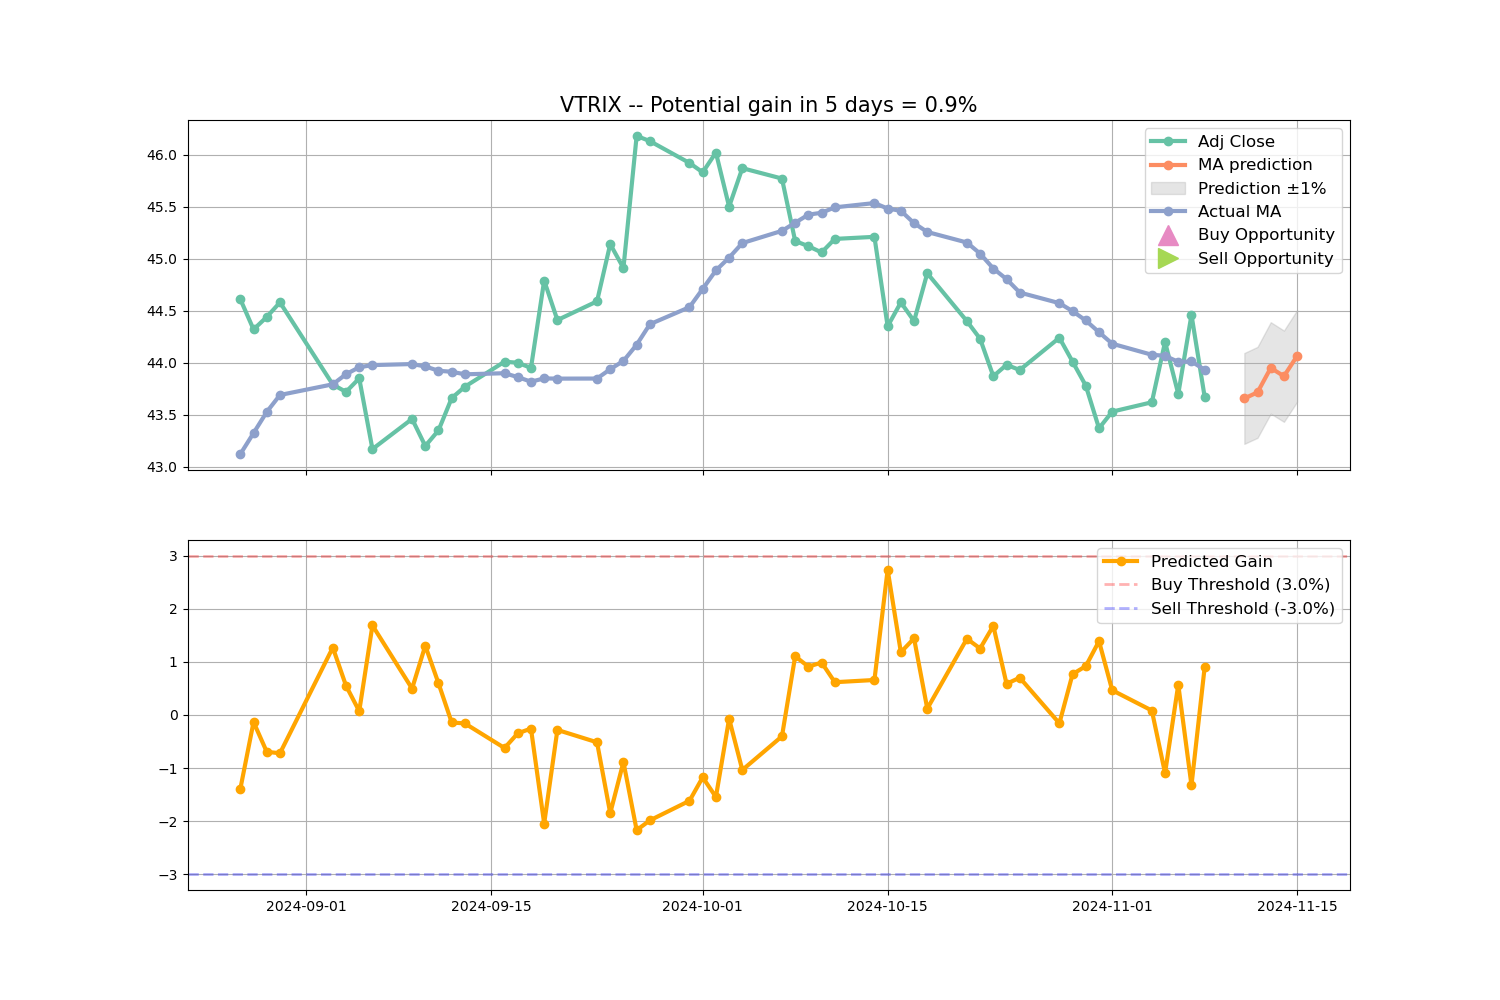 VTRIX -- Potential gain in 5 days = 0.9%
46.0
45.5
45.0
44.5
44.0
43.5
43.0
Adj Close
MA prediction
Prediction ±1%
Actual MA
Buy Opportunity
Sell Opportunity
3
2
1
0
−1
−2
−3
Predicted Gain
Buy Threshold (3.0%)
Sell Threshold (-3.0%)
2024-09-01
2024-09-15
2024-10-01
2024-10-15
2024-11-01
2024-11-15